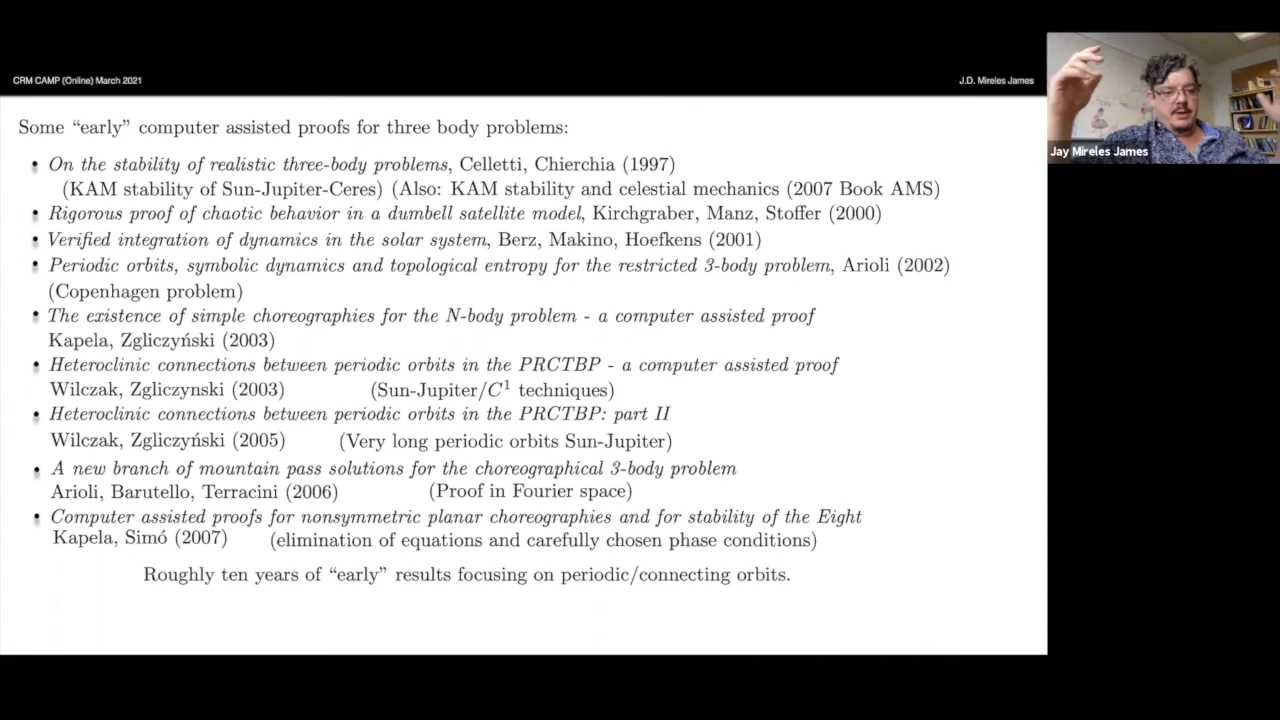 CRM CAMP (Online) March 2021
J.D. Mireles James
Some “early” computer assisted proofs for three body problems:
• On the stability of realistic three-body problems, Celletti, Chierchia (1997)
(KAM stability of Sun-Jupiter-Ceres) (Also: KAM stability and celestial mechanics (2007 Book AMS)
• Rigorous proof of chaotic behavior in a dumbell satellite model, Kirchgraber, Manz, Stoffer (2000)
• Verified integration of dynamics in the solar system, Berz, Makino, Hoefkens (2001)
• Periodic orbits, symbolic dynamics and topological entropy for the restricted 3-body problem, Arioli (2002)
(Copenhagen problem)
• The existence of simple choreographies for the N-body problem - a computer assisted proof
Kapela, Zgliczyński (2003)
• Heteroclinic connections between periodic orbits in the PRCTBP - a computer assisted proof
Wilczak, Zgliczynski (2003) (Sun-Jupiter/C¹ techniques)
• Heteroclinic connections between periodic orbits in the PRCTBP: part II
Wilczak, Zgliczyński (2005) (Very long periodic orbits Sun-Jupiter)
• A new branch of mountain pass solutions for the choreographical 3-body problem
Arioli, Barutello, Terracini (2006) (Proof in Fourier space)
• Computer assisted proofs for nonsymmetric planar choreographies and for stability of the Eight
Kapela, Simó (2007) (elimination of equations and carefully chosen phase conditions)
Roughly ten years of “early” results focusing on periodic/connecting orbits.
Jay Mireles James